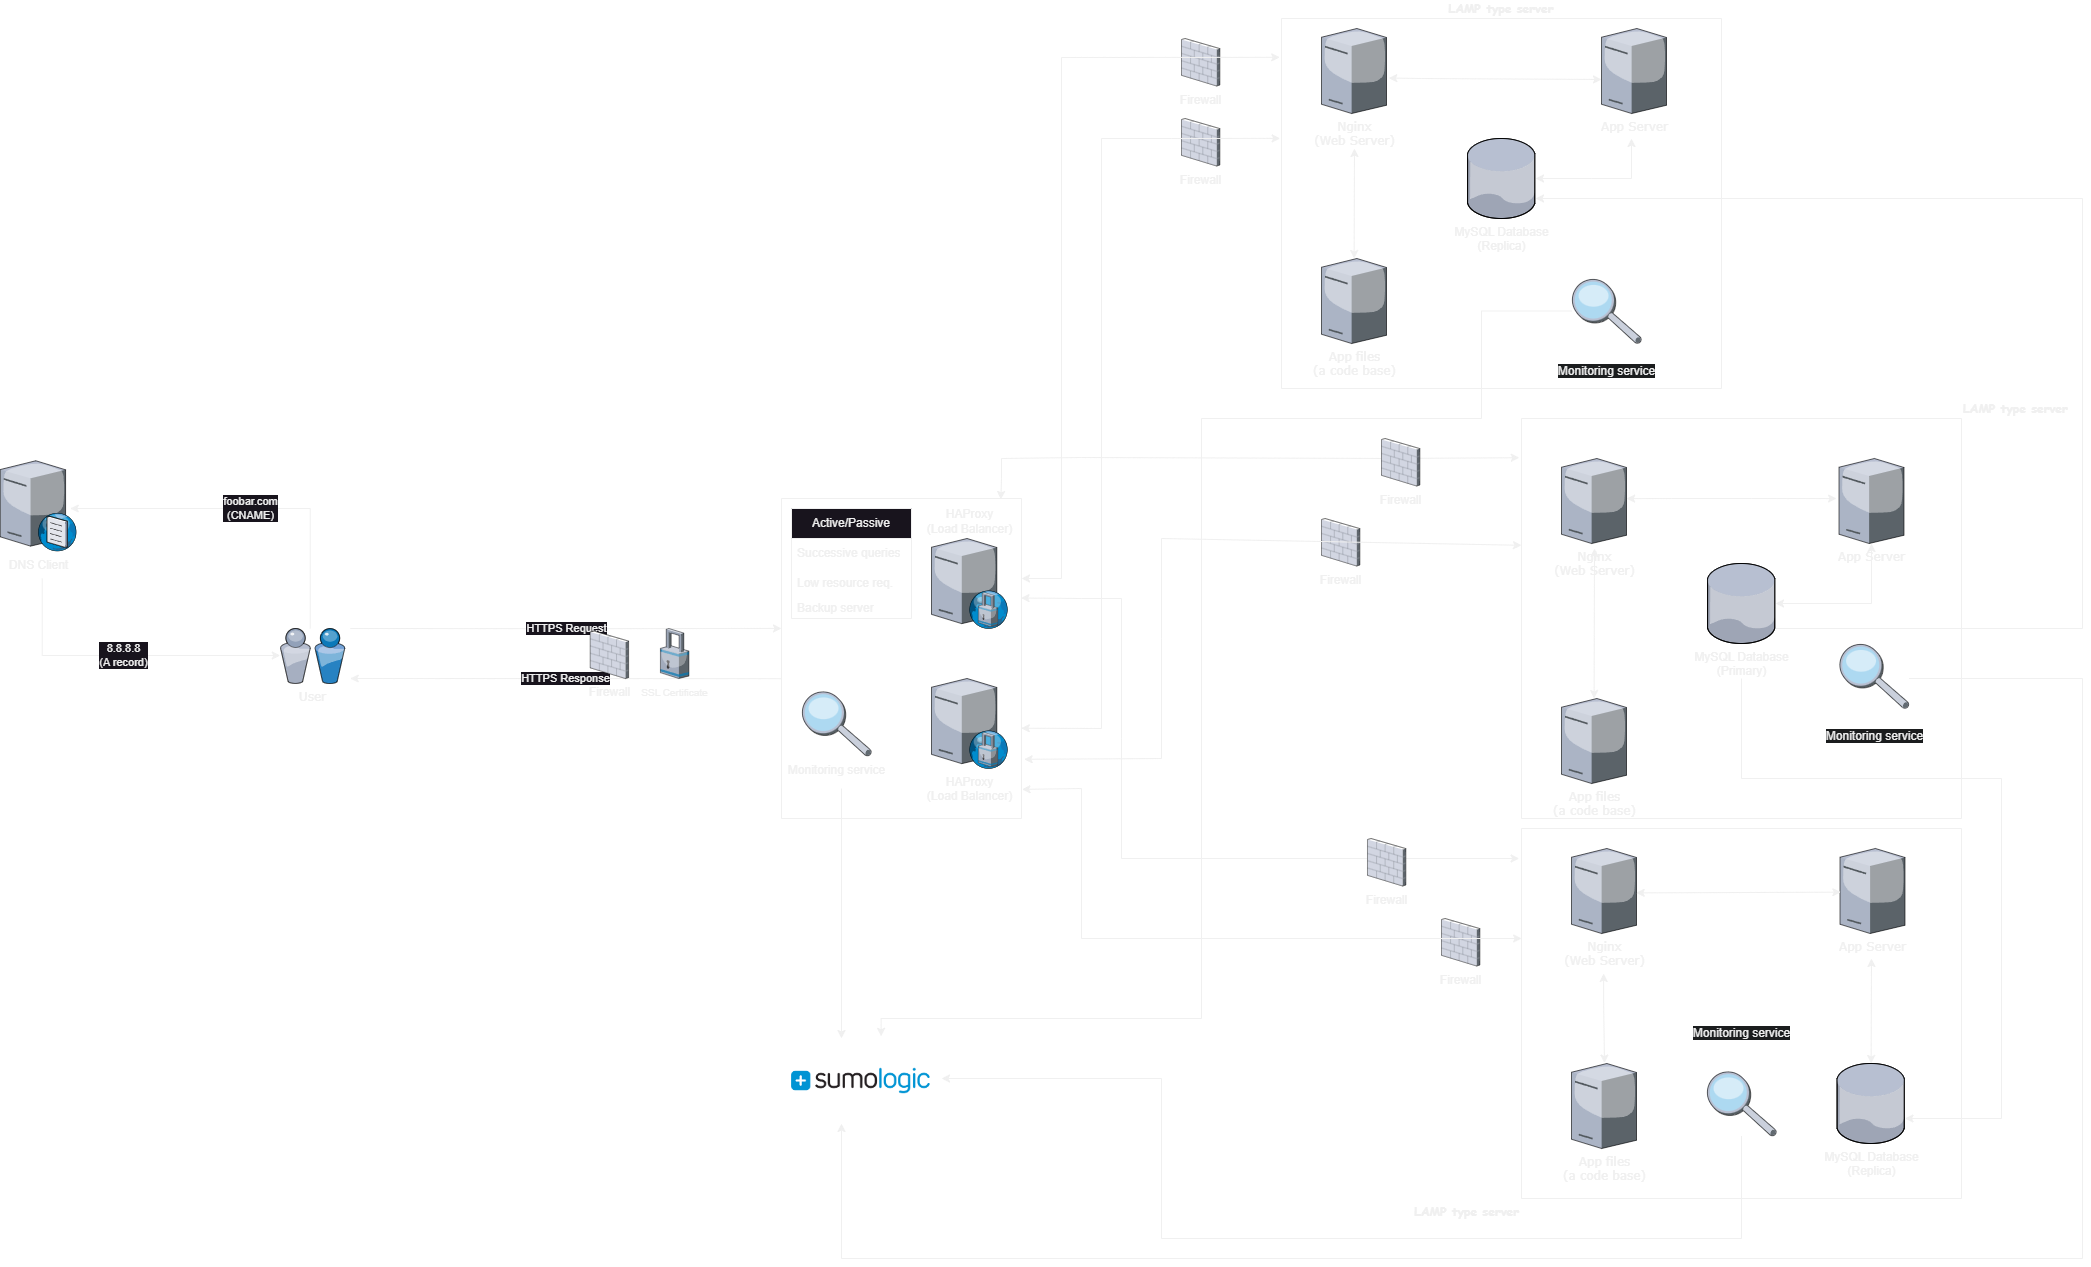 LAMP type server
Firewall
Nginx
(Web Server)
App Server
Firewall
MySQL Database
(Replica)
App files
(a code base)
Monitoring service
LAMP type server
Firewall
Nginx
(Web Server)
App Server
Firewall
MySQL Database
(Primary)
Monitoring service
App files
(a code base)
foobar.com
(CNAME)
DNS Client
8.8.8.8
(A record)
User
HTTPS Request
HTTPS Response
Firewall
SSL Certificate
Active/Passive
Successive queries
Low resource req.
Backup server
HAProxy
(Load Balancer)
Monitoring service
HAProxy
(Load Balancer)
Firewall
Nginx
(Web Server)
App Server
Firewall
Monitoring service
sumologic
App files
(a code base)
MySQL Database
(Replica)
LAMP type server